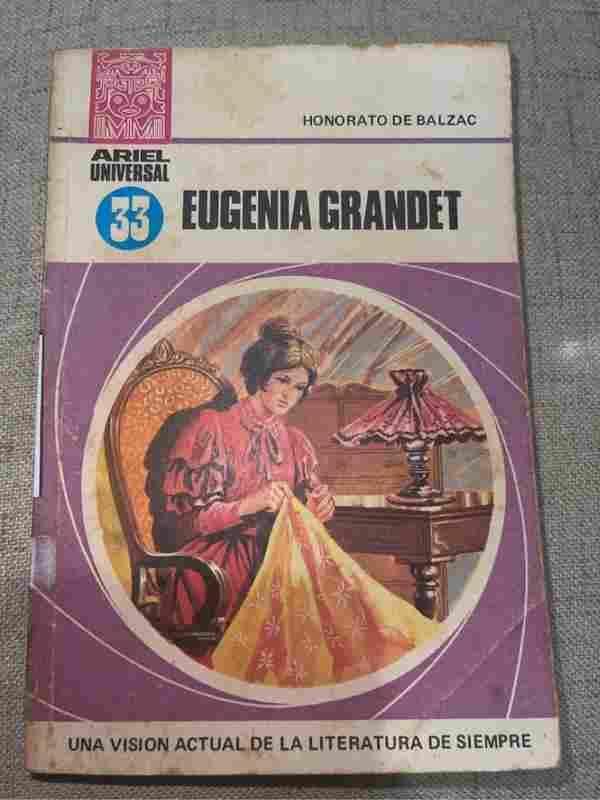 HONORATO DE BALZAC
ARIEL
UNIVERSAL
33
EUGENIA GRANDET
UNA VISION ACTUAL DE LA LITERATURA DE SIEMPRE